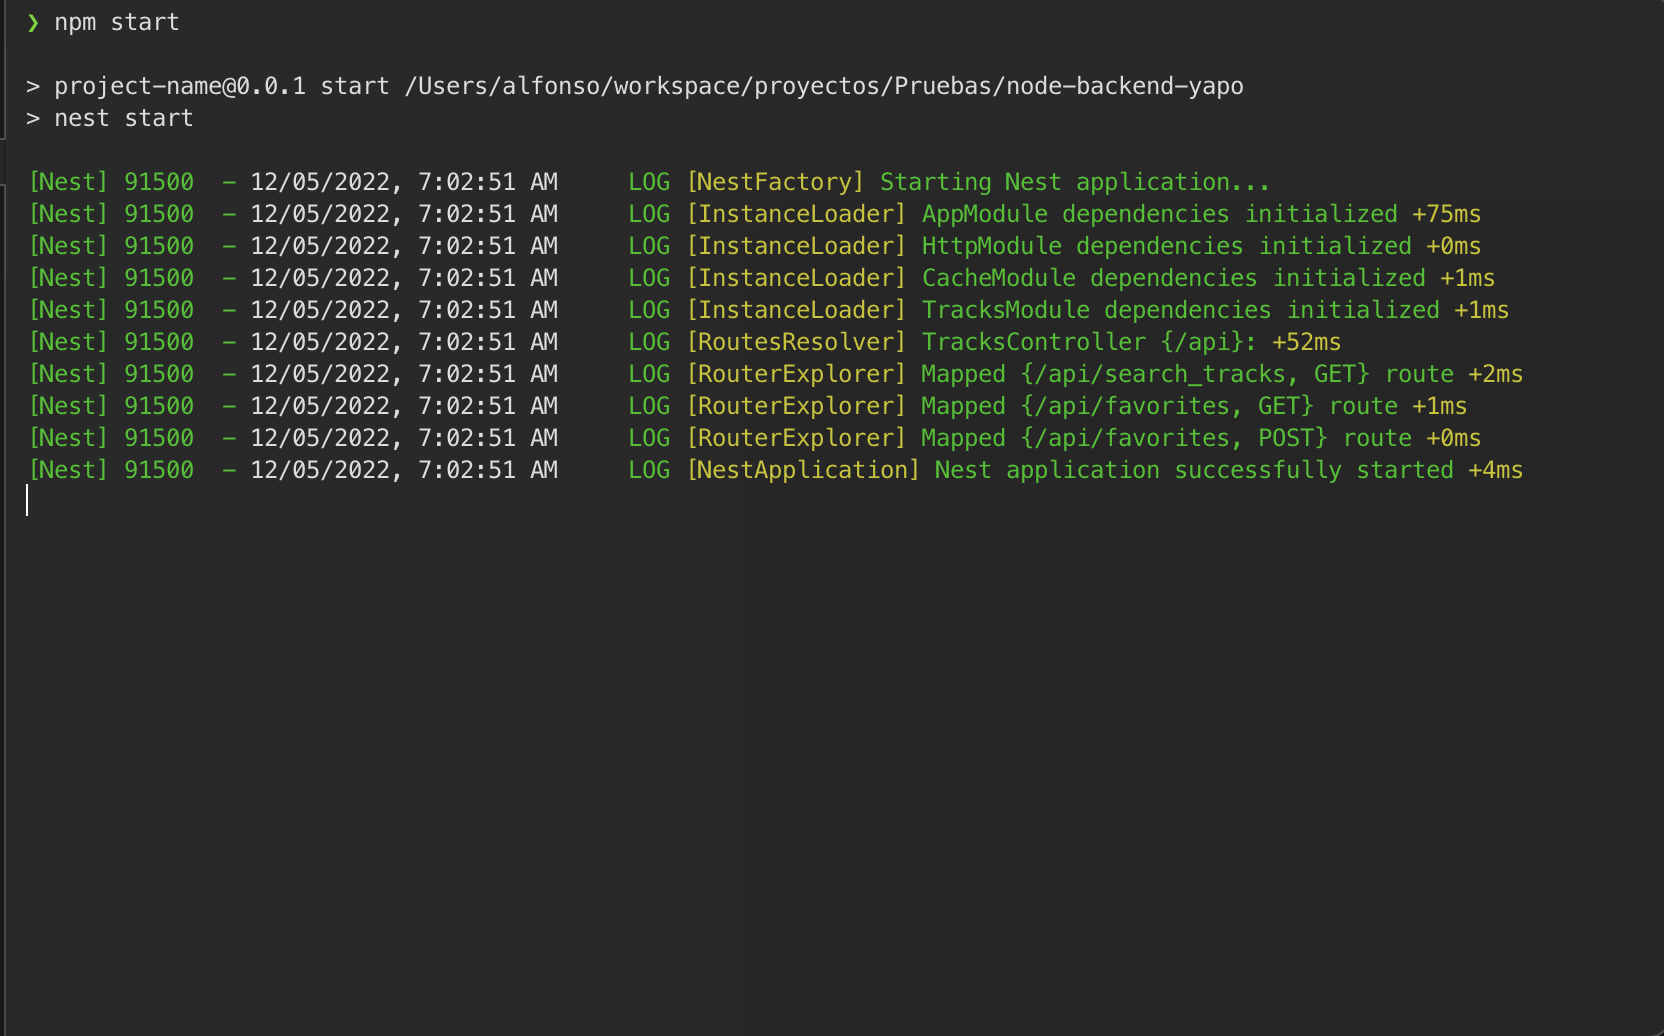 ❯ npm start
> project-name@0.0.1 start /Users/alfonso/workspace/proyectos/Pruebas/node-backend-yapo
> nest start
[Nest] 91500  - 12/05/2022, 7:02:51 AM     LOG [NestFactory] Starting Nest application...
[Nest] 91500  - 12/05/2022, 7:02:51 AM     LOG [InstanceLoader] AppModule dependencies initialized +75ms
[Nest] 91500  - 12/05/2022, 7:02:51 AM     LOG [InstanceLoader] HttpModule dependencies initialized +0ms
[Nest] 91500  - 12/05/2022, 7:02:51 AM     LOG [InstanceLoader] CacheModule dependencies initialized +1ms
[Nest] 91500  - 12/05/2022, 7:02:51 AM     LOG [InstanceLoader] TracksModule dependencies initialized +1ms
[Nest] 91500  - 12/05/2022, 7:02:51 AM     LOG [RoutesResolver] TracksController {/api}: +52ms
[Nest] 91500  - 12/05/2022, 7:02:51 AM     LOG [RouterExplorer] Mapped {/api/search_tracks, GET} route +2ms
[Nest] 91500  - 12/05/2022, 7:02:51 AM     LOG [RouterExplorer] Mapped {/api/favorites, GET} route +1ms
[Nest] 91500  - 12/05/2022, 7:02:51 AM     LOG [RouterExplorer] Mapped {/api/favorites, POST} route +0ms
[Nest] 91500  - 12/05/2022, 7:02:51 AM     LOG [NestApplication] Nest application successfully started +4ms